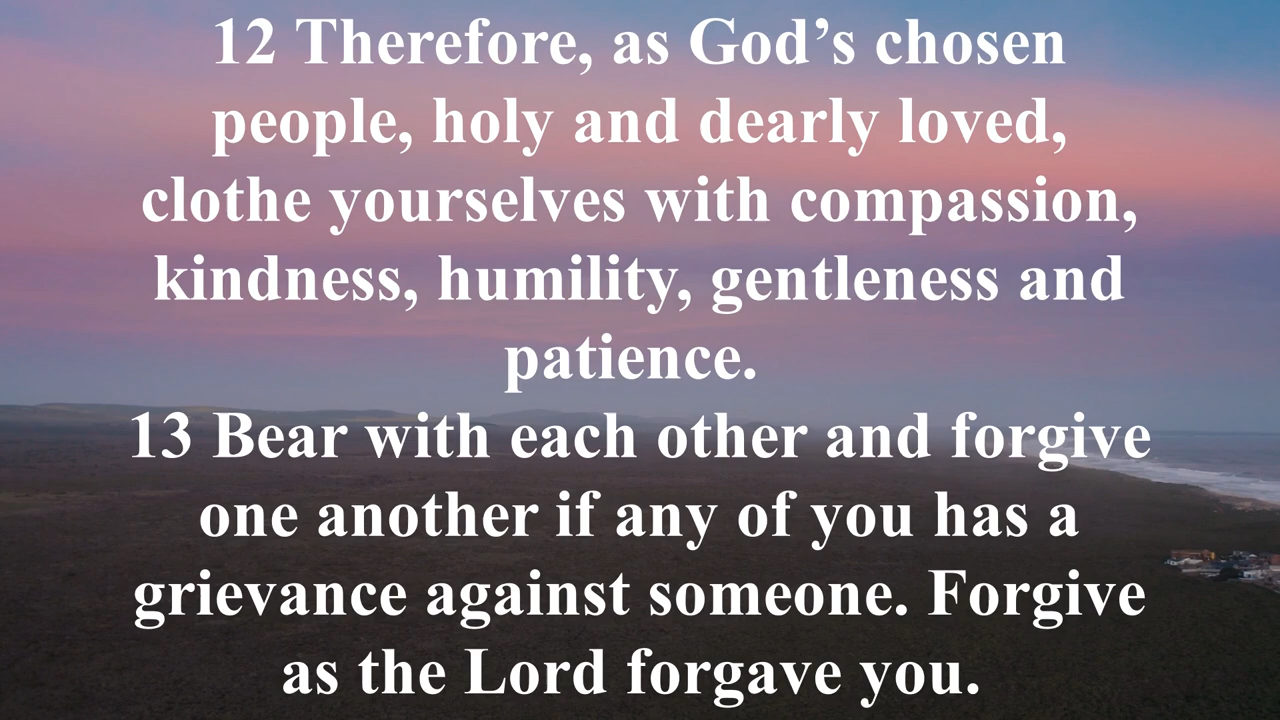 12 Therefore, as God’s chosen
people, holy and dearly loved,
clothe yourselves with compassion,
kindness, humility, gentleness and
patience.
13 Bear with each other and forgive
one another if any of you has a
grievance against someone. Forgive
as the Lord forgave you.